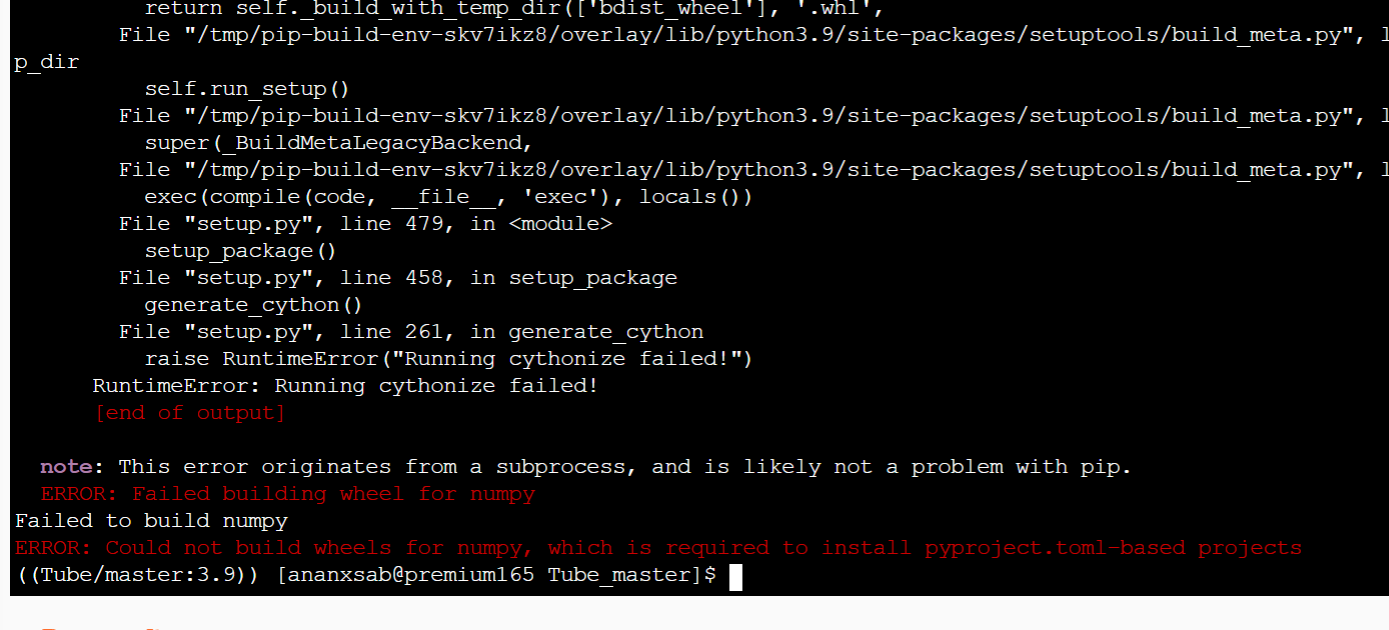 return self._build_with_temp_dir(['bdist_wheel'], '.whl',
File "/tmp/pip-build-env-skv7ikz8/overlay/lib/python3.9/site-packages/setuptools/build_meta.py", l
p_dir
self.run_setup()
File "/tmp/pip-build-env-skv7ikz8/overlay/lib/python3.9/site-packages/setuptools/build_meta.py", l
super(_BuildMetaLegacyBackend,
File "/tmp/pip-build-env-skv7ikz8/overlay/lib/python3.9/site-packages/setuptools/build_meta.py", l
exec(compile(code, __file__, 'exec'), locals())
File "setup.py", line 479, in <module>
setup_package()
File "setup.py", line 458, in setup_package
generate_cython()
File "setup.py", line 261, in generate_cython
raise RuntimeError("Running cythonize failed!")
RuntimeError: Running cythonize failed!
[end of output]
note: This error originates from a subprocess, and is likely not a problem with pip.
ERROR: Failed building wheel for numpy
Failed to build numpy
ERROR: Could not build wheels for numpy, which is required to install pyproject.toml-based projects
((Tube/master:3.9)) [ananxsab@premium165 Tube_master]$